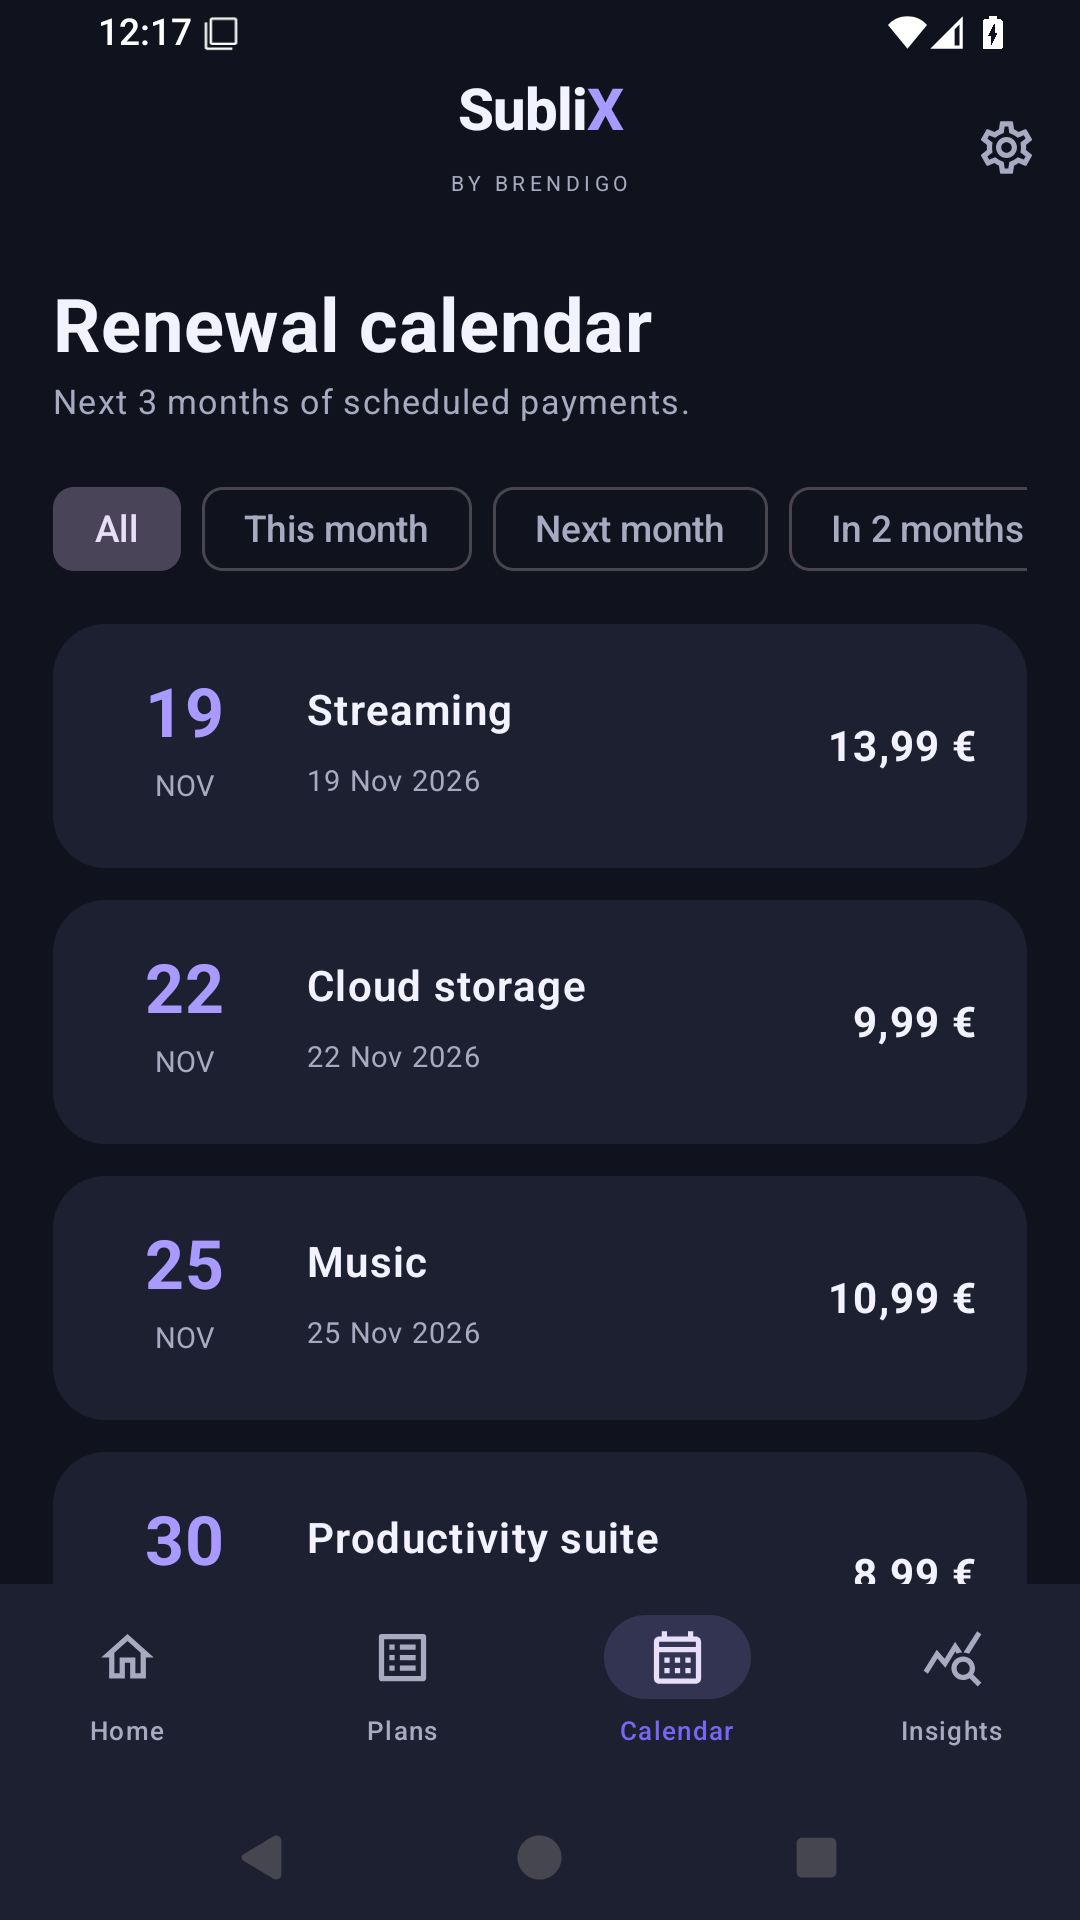 12:17
SubliX
BY BRENDIGO
Renewal calendar
Next 3 months of scheduled payments.
All
This month
Next month
In 2 months
19
NOV
Streaming
19 Nov 2026
13,99 €
22
NOV
Cloud storage
22 Nov 2026
9,99 €
25
NOV
Music
25 Nov 2026
10,99 €
30
Productivity suite
8,99 €
Home
Plans
Calendar
Insights